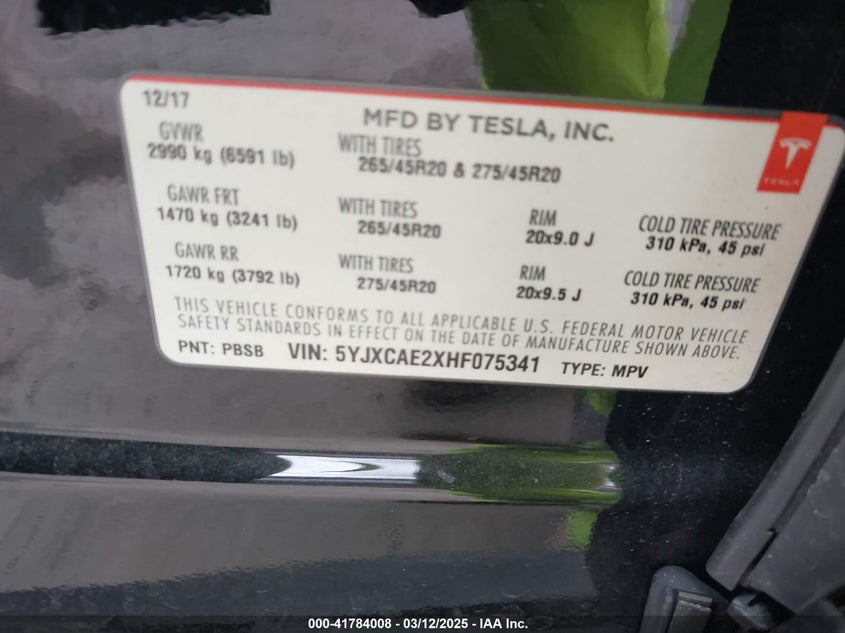 12/17
MFD BY TESLA, INC.
GVWR
2990 kg (6591 lb)
WITH TIRES
265/45R20 & 275/45R20
TESLA
GAWR FRT
1470 kg (3241 lb)
WITH TIRES
265/45R20
RIM
20x9.0 J
COLD TIRE PRESSURE
310 kPa, 45 psi
GAWR RR
1720 kg (3792 lb)
WITH TIRES
275/45R20
RIM
20x9.5 J
COLD TIRE PRESSURE
310 kPa, 45 psi
THIS VEHICLE CONFORMS TO ALL APPLICABLE U.S. FEDERAL MOTOR VEHICLE
SAFETY STANDARDS IN EFFECT ON THE DATE OF MANUFACTURE SHOWN ABOVE.
PNT: PBSB VIN: 5YJXCAE2XHF075341 TYPE: MPV
000-41784008 - 03/12/2025 - IAA Inc.